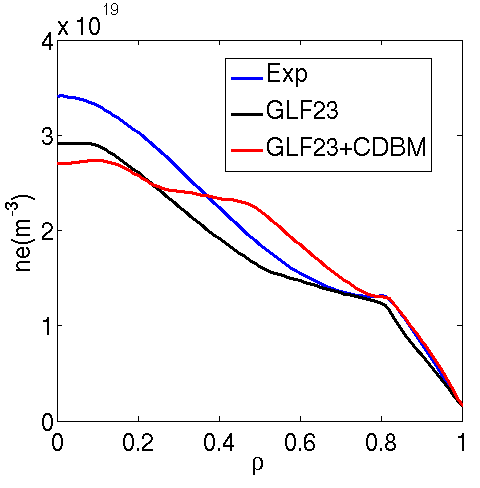 x 10^19
4
3
2
1
0
ne(m^-3)
Exp
GLF23
GLF23+CDBM
0 0.2 0.4 0.6 0.8 1
ρ